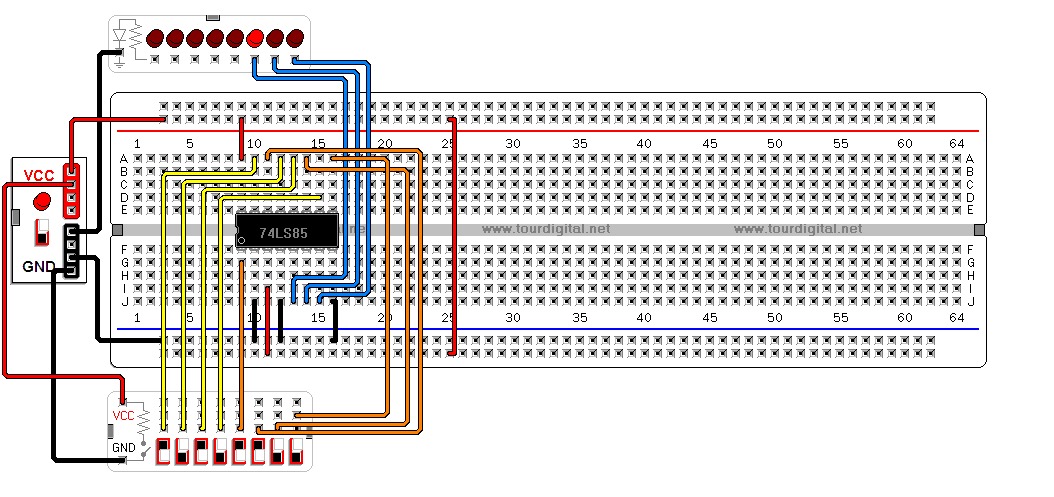 1 5 10 15 20 25 30 35 40 45 50 55 60 64
A A
B B
C C
D D
E E
VCC
GND
74LS85
net www.tourdigital.net www.tourdigital.net
F F
G G
H H
I I
J J
1 5 10 15 20 25 30 35 40 45 50 55 60 64
VCC
GND